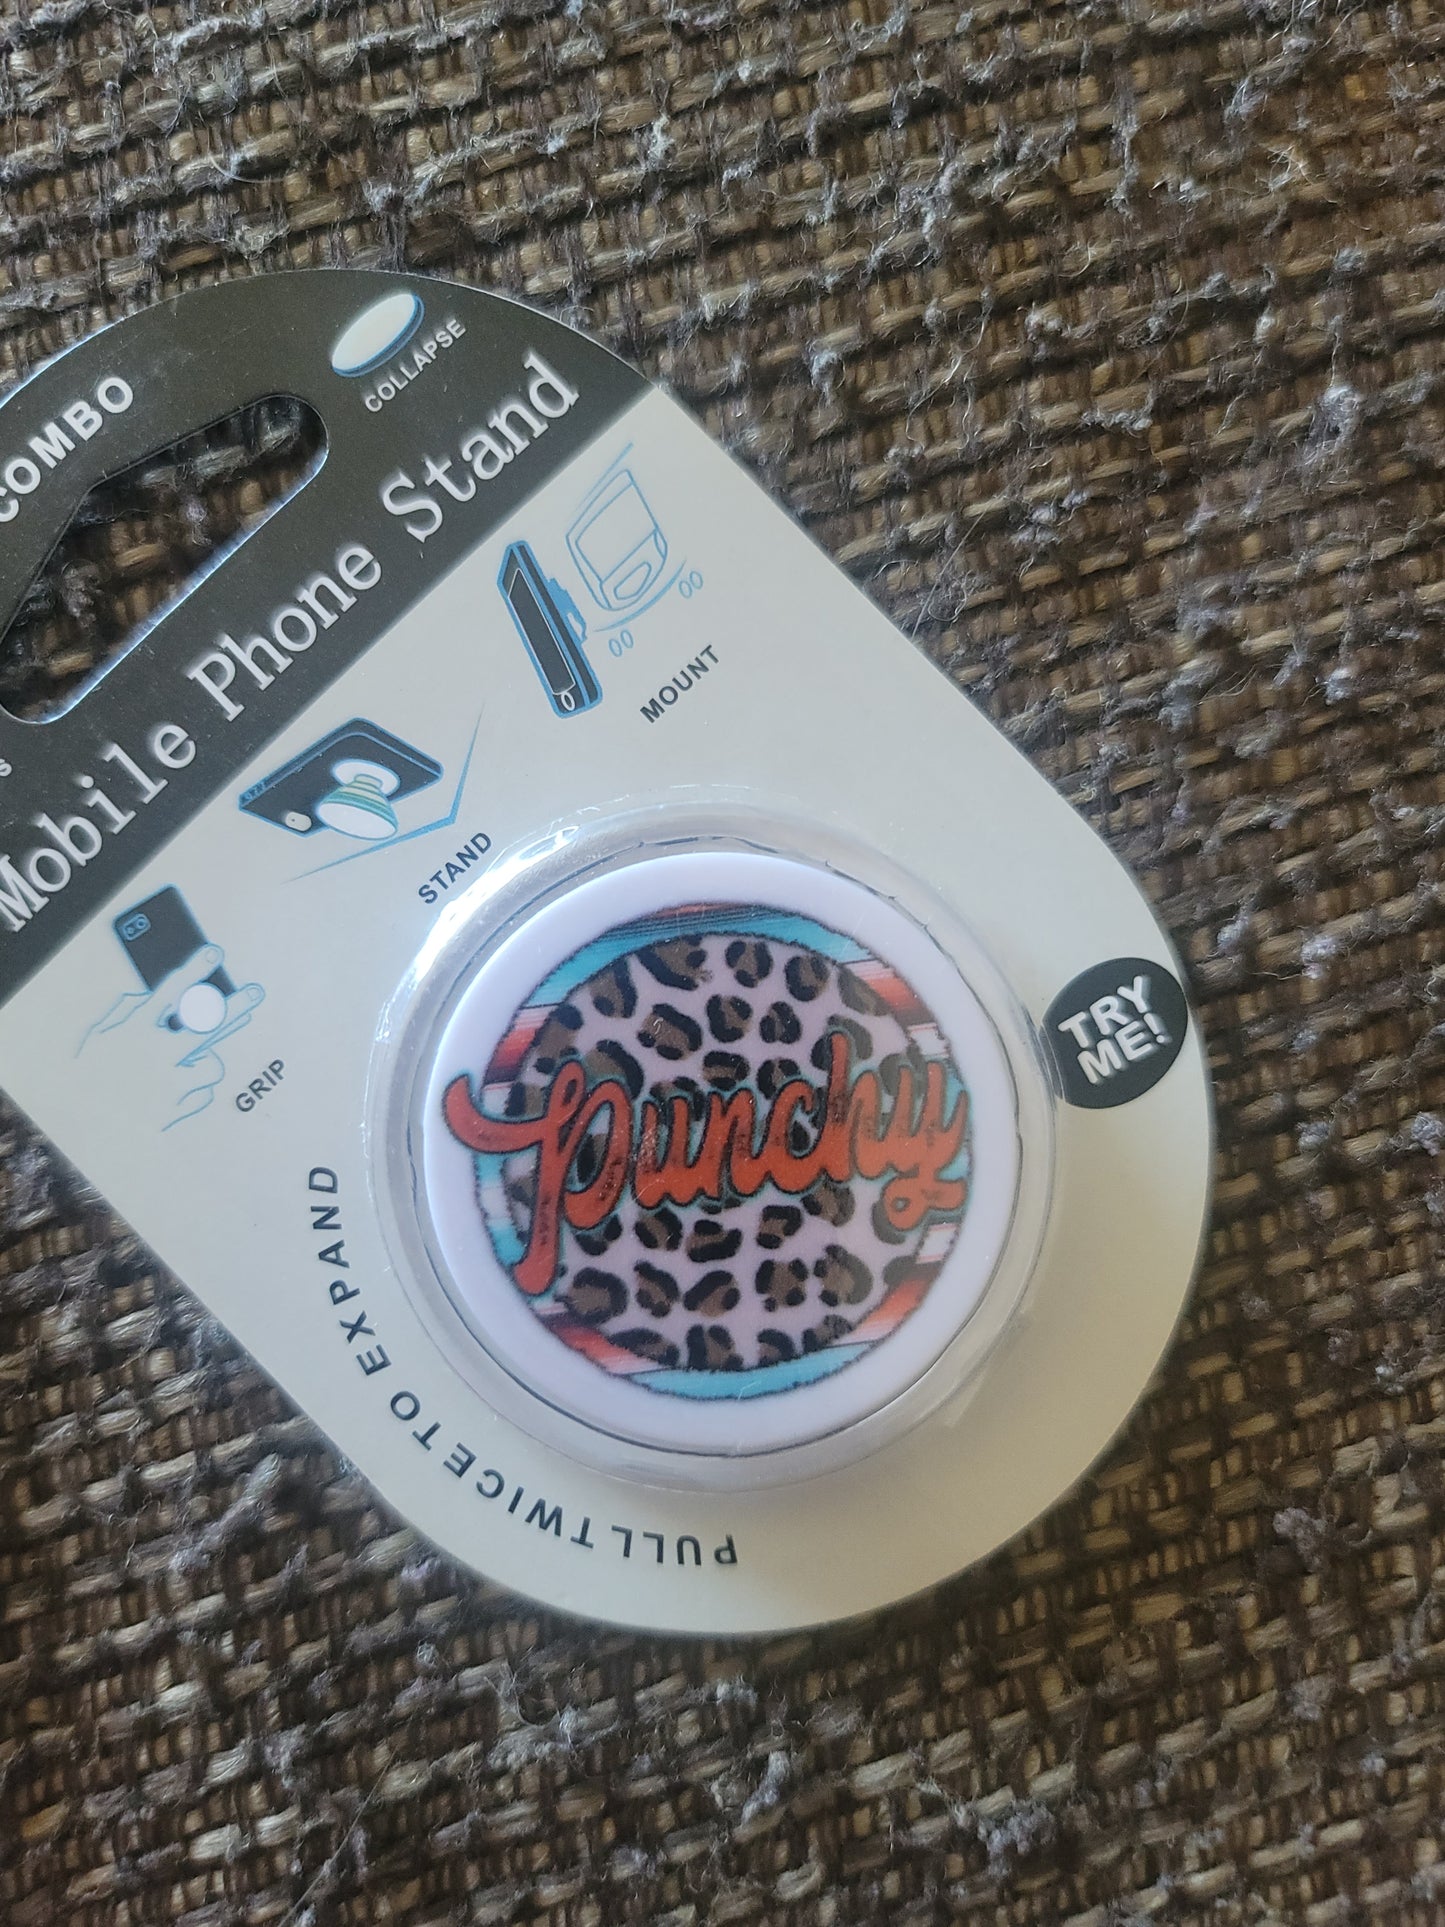 COMBO
COLLAPSE
Mobile Phone Stand
MOUNT
STAND
GRIP
TRY
ME!
Punchy
PULL TWICE TO EXPAND